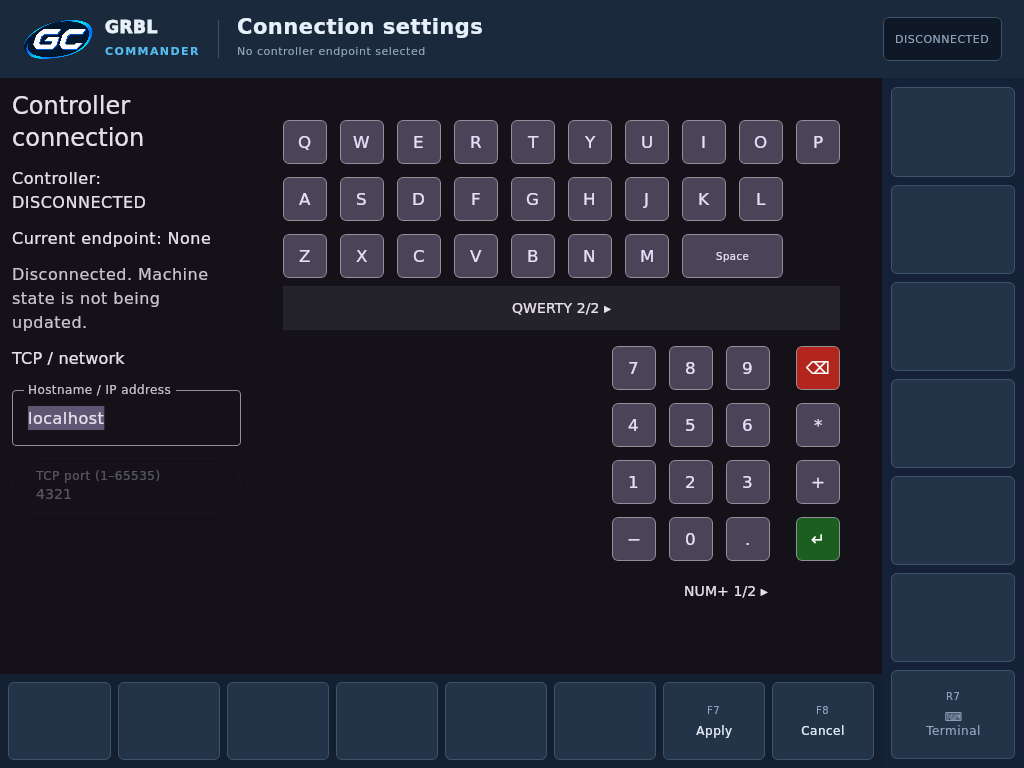 GC
GRBL
COMMANDER
Connection settings
No controller endpoint selected
DISCONNECTED
Controller
connection
Controller:
DISCONNECTED
Current endpoint: None
Disconnected. Machine
state is not being
updated.
TCP / network
Hostname / IP address
localhost
TCP port (1–65535)
4321
Q W E R T Y U I O P
A S D F G H J K L
Z X C V B N M Space
QWERTY 2/2 ▸
7 8 9 ⌫
4 5 6 *
1 2 3 +
− 0 . ↵
NUM+ 1/2 ▸
F7
Apply
F8
Cancel
R7
⌨
Terminal